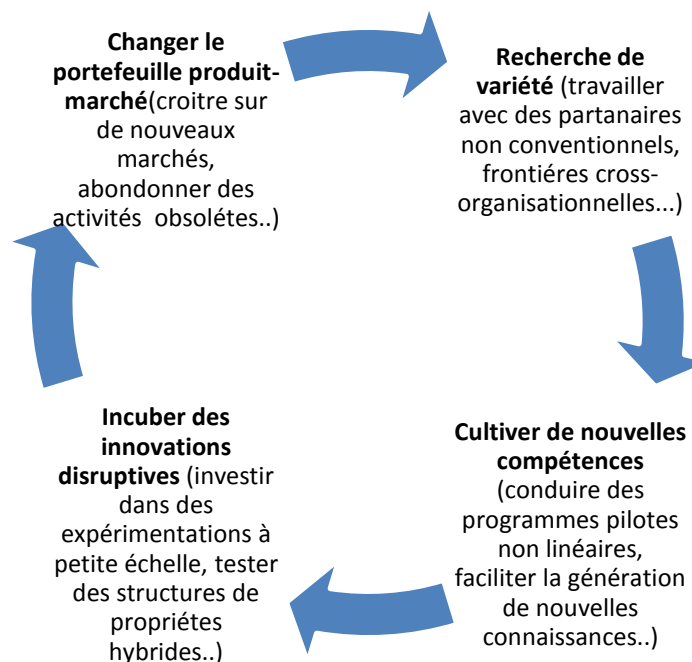 Changer le
portefeuille produit-
marché(croitre sur
de nouveaux
marchés,
abondonner des
activités obsolétes..)
Recherche de
variété (travailler
avec des partanaires
non conventionnels,
frontiéres cross-
organisationnelles...)
Cultiver de nouvelles
compétences
(conduire des
programmes pilotes
non linéaires,
faciliter la génération
de nouvelles
connaissances..)
Incuber des
innovations
disruptives (investir
dans des
expérimentations à
petite échelle, tester
des structures de
propriétes
hybrides..)